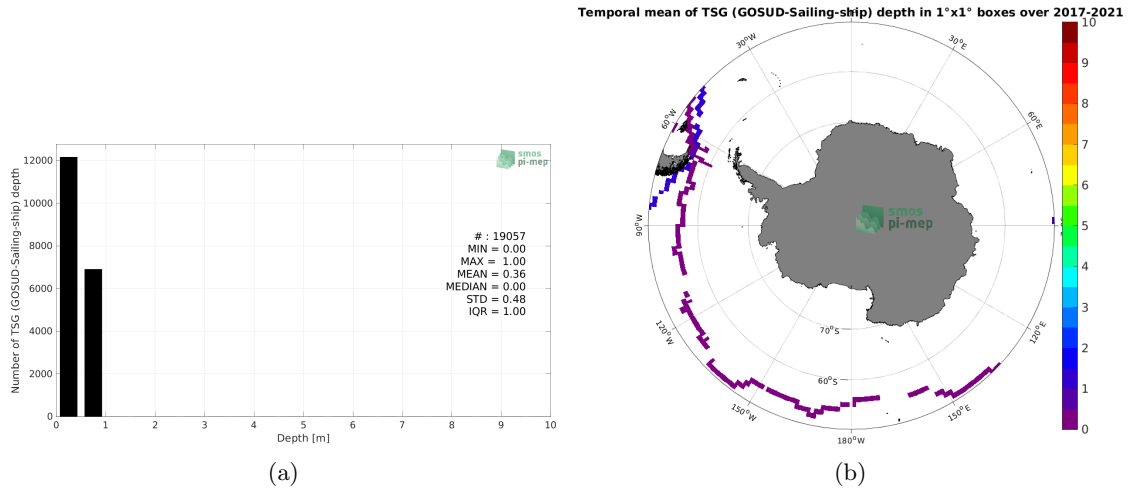 Temporal mean of TSG (GOSUD-Sailing-ship) depth in 1°x1° boxes over 2017-2021
Number of TSG (GOSUD-Sailing-ship) depth
12000
10000
8000
6000
4000
2000
0
smos
pi-mep
# : 19057
MIN = 0.00
MAX = 1.00
MEAN = 0.36
MEDIAN = 0.00
STD = 0.48
IQR = 1.00
0 1 2 3 4 5 6 7 8 9 10
Depth [m]
(a)
30°W
30°E
60°W
60°E
90°W
120°W
120°E
150°W
150°E
180°W
70°S
60°S
smos
pi-mep
10
9
8
7
6
5
4
3
2
1
0
(b)